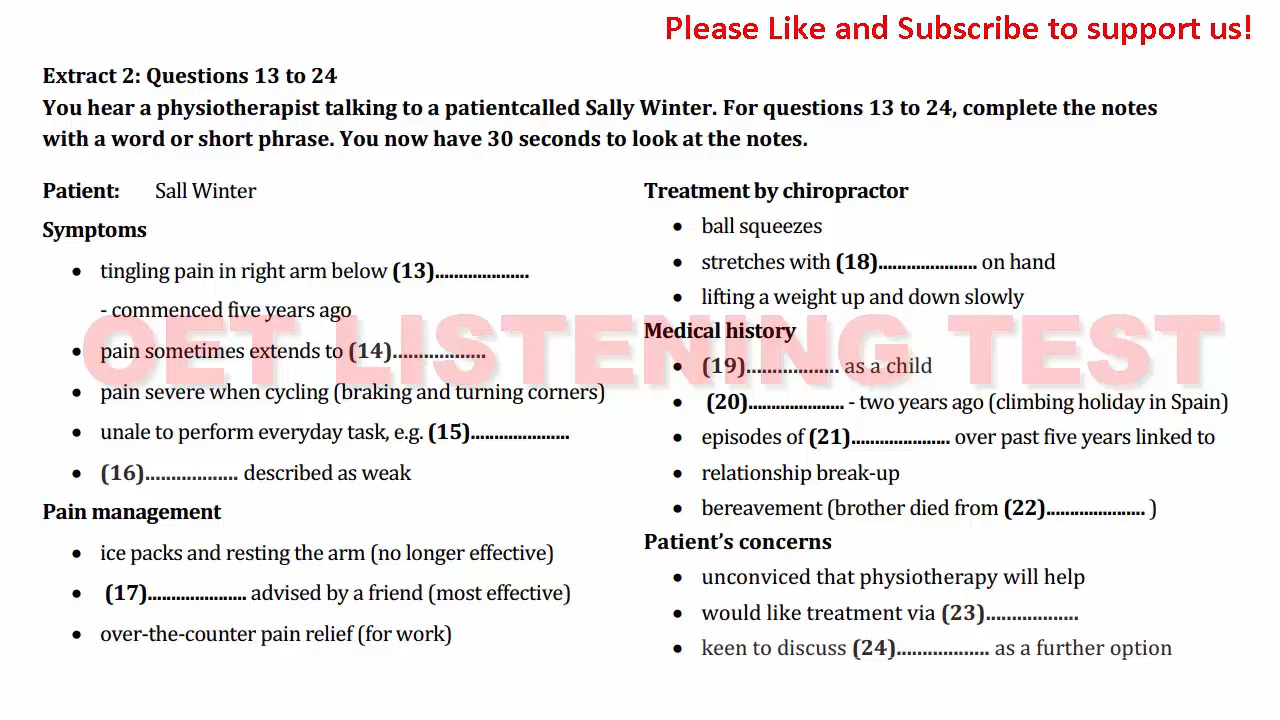 Please Like and Subscribe to support us!
Extract 2: Questions 13 to 24
You hear a physiotherapist talking to a patientcalled Sally Winter. For questions 13 to 24, complete the notes
with a word or short phrase. You now have 30 seconds to look at the notes.
Patient: Sall Winter
Symptoms
• tingling pain in right arm below (13)....................
- commenced five years ago
• pain sometimes extends to (14)....................
• pain severe when cycling (braking and turning corners)
• unale to perform everyday task, e.g. (15).....................
• (16).................... described as weak
Pain management
• ice packs and resting the arm (no longer effective)
• (17)..................... advised by a friend (most effective)
• over-the-counter pain relief (for work)
Treatment by chiropractor
• ball squeezes
• stretches with (18)..................... on hand
• lifting a weight up and down slowly
Medical history
• (19).................... as a child
• (20)..................... - two years ago (climbing holiday in Spain)
• episodes of (21)..................... over past five years linked to
• relationship break-up
• bereavement (brother died from (22)..................... )
Patient's concerns
• unconviced that physiotherapy will help
• would like treatment via (23)....................
• keen to discuss (24).................... as a further option
OET LISTENING TEST